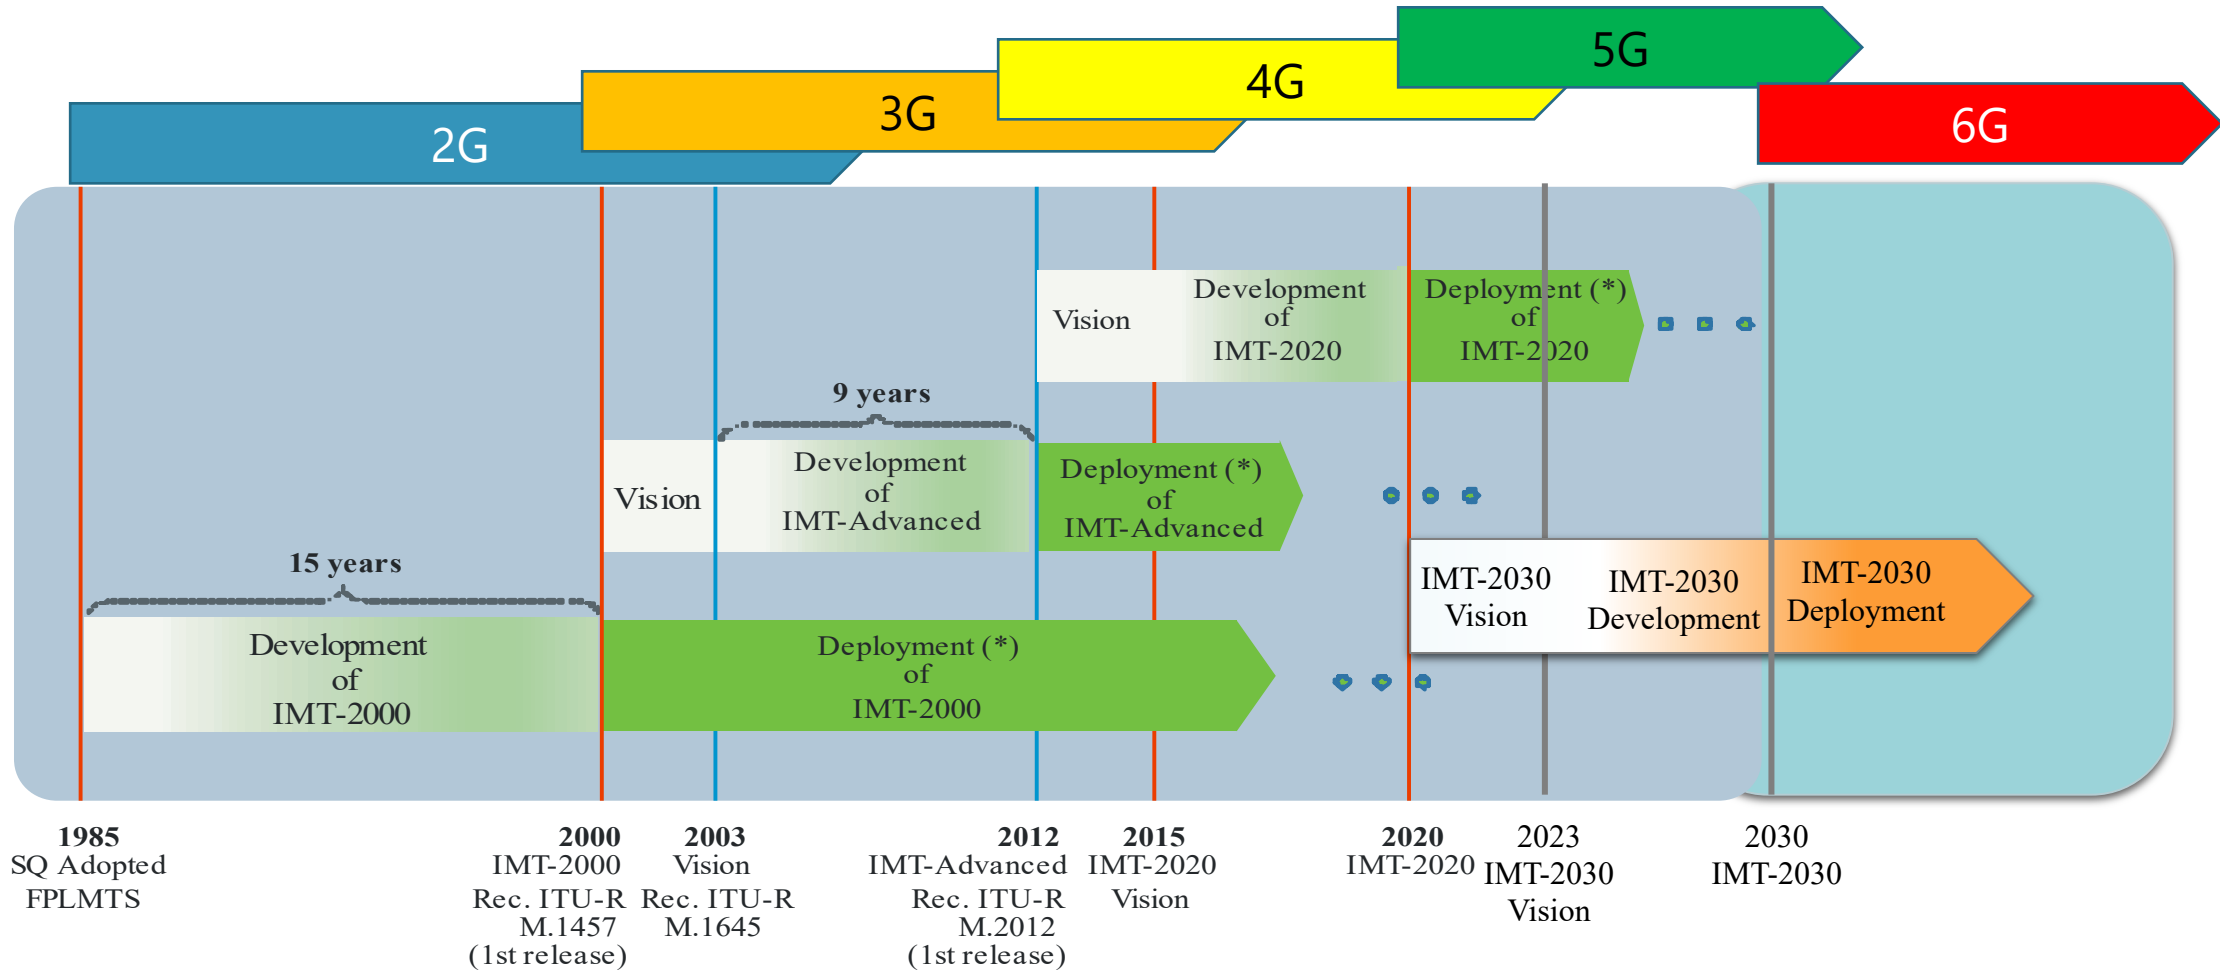 5G
4G
3G
6G
2G
Vision
Development
of
IMT-2020
Deployment (*)
of
IMT-2020
9 years
Vision
Development
of
IMT-Advanced
Deployment (*)
of
IMT-Advanced
15 years
IMT-2030
Vision
IMT-2030
Development
IMT-2030
Deployment
Development
of
IMT-2000
Deployment (*)
of
IMT-2000
1985
SQ Adopted
FPLMTS
2000
IMT-2000
Rec. ITU-R
M.1457
(1st release)
2003
Vision
Rec. ITU-R
M.1645
2012
IMT-Advanced
Rec. ITU-R
M.2012
(1st release)
2015
IMT-2020
Vision
2020
IMT-2020
2023
IMT-2030
Vision
2030
IMT-2030